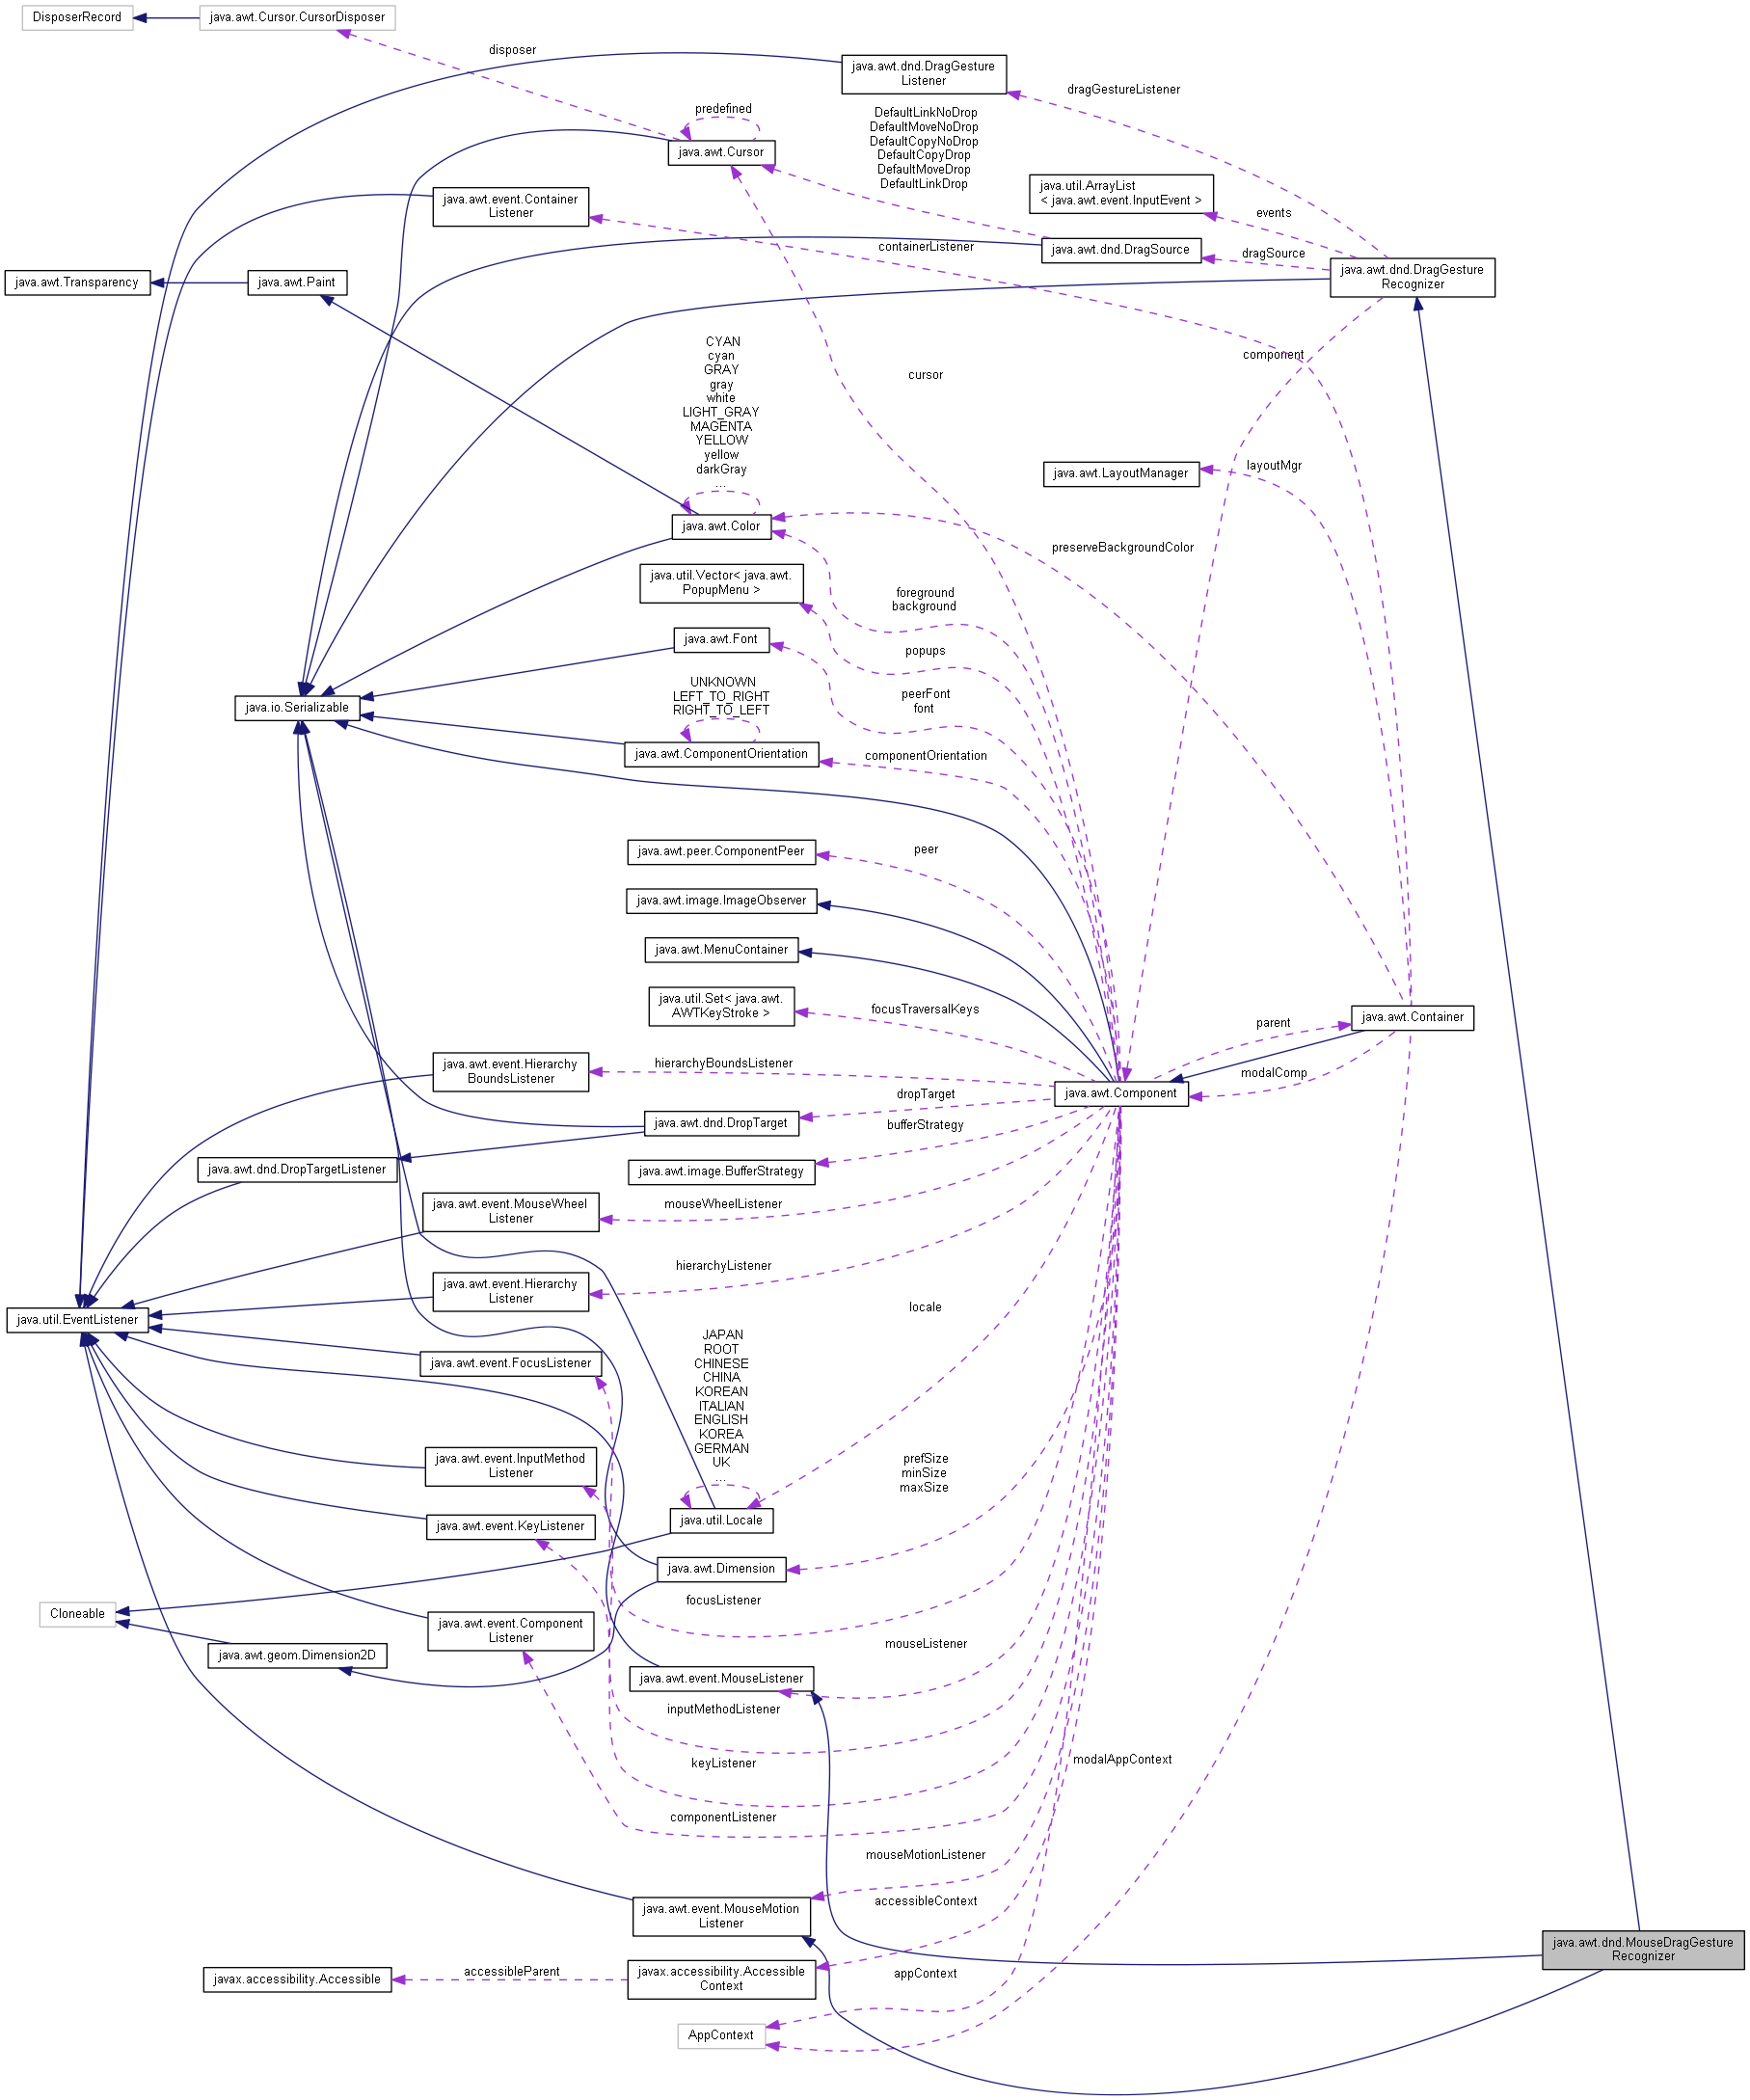 DisposerRecord
java.awt.Cursor.CursorDisposer
disposer
java.awt.dnd.DragGesture
Listener
dragGestureListener
predefined
java.awt.Cursor
DefaultLinkNoDrop
DefaultMoveNoDrop
DefaultCopyNoDrop
DefaultCopyDrop
DefaultMoveDrop
DefaultLinkDrop
java.util.ArrayList
< java.awt.event.InputEvent >
events
java.awt.event.Container
Listener
containerListener
java.awt.dnd.DragSource
dragSource
java.awt.dnd.DragGesture
Recognizer
java.awt.Transparency
java.awt.Paint
CYAN
cyan
GRAY
gray
white
LIGHT_GRAY
MAGENTA
YELLOW
yellow
darkGray
...
cursor
component
java.awt.LayoutManager
layoutMgr
java.awt.Color
preserveBackgroundColor
java.util.Vector< java.awt.
PopupMenu >
foreground
background
java.awt.Font
popups
java.io.Serializable
UNKNOWN
LEFT_TO_RIGHT
RIGHT_TO_LEFT
peerFont
font
java.awt.ComponentOrientation
componentOrientation
java.awt.peer.ComponentPeer
peer
java.awt.image.ImageObserver
java.awt.MenuContainer
java.util.Set< java.awt.
AWTKeyStroke >
focusTraversalKeys
parent
java.awt.Container
java.awt.event.Hierarchy
BoundsListener
hierarchyBoundsListener
modalComp
java.awt.Component
dropTarget
java.awt.dnd.DropTarget
bufferStrategy
java.awt.dnd.DropTargetListener
java.awt.image.BufferStrategy
java.awt.event.MouseWheel
Listener
mouseWheelListener
java.awt.event.Hierarchy
Listener
hierarchyListener
java.util.EventListener
locale
java.awt.event.FocusListener
JAPAN
ROOT
CHINESE
CHINA
KOREAN
ITALIAN
ENGLISH
KOREA
GERMAN
UK
...
java.awt.event.InputMethod
Listener
prefSize
minSize
maxSize
java.awt.event.KeyListener
java.util.Locale
java.awt.Dimension
Cloneable
focusListener
java.awt.event.Component
Listener
java.awt.geom.Dimension2D
mouseListener
java.awt.event.MouseListener
inputMethodListener
keyListener
modalAppContext
componentListener
mouseMotionListener
java.awt.event.MouseMotion
Listener
accessibleContext
java.awt.dnd.MouseDragGesture
Recognizer
javax.accessibility.Accessible
accessibleParent
javax.accessibility.Accessible
Context
appContext
AppContext